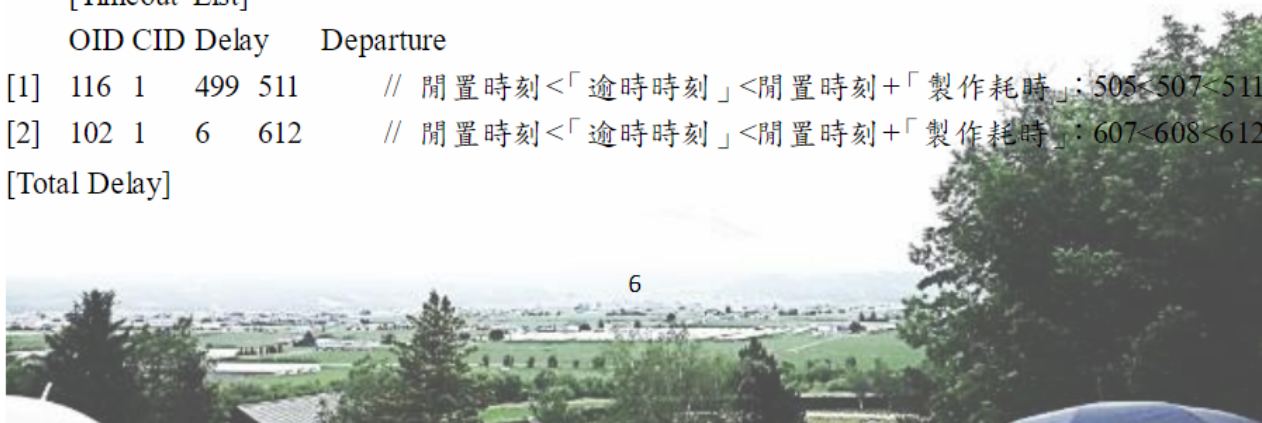 [Timeout List]
OID CID Delay Departure
[1] 116 1 499 511 // 閒置時刻<「逾時時刻」<閒置時刻+「製作耗時」: 505<507<511
[2] 102 1 6 612 // 閒置時刻<「逾時時刻」<閒置時刻+「製作耗時」: 607<608<612
[Total Delay]
6